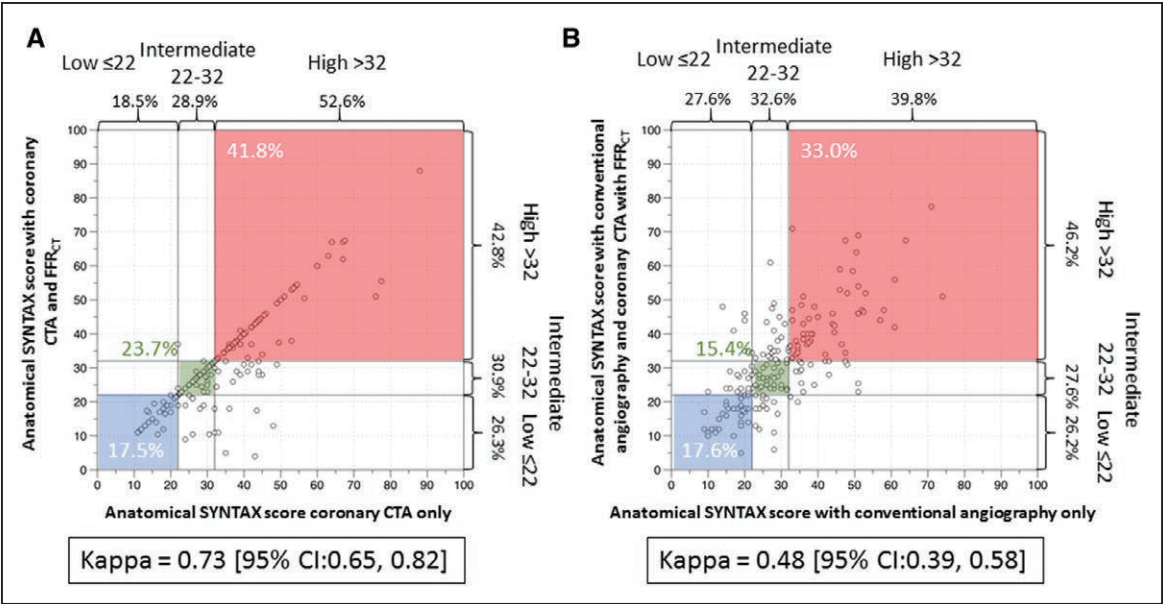 A
Low ≤22
Intermediate
22-32
High >32
18.5%
28.9%
52.6%
Anatomical SYNTAX score with coronary
CTA and FFRCT
100
90
80
70
60
50
40
30
20
10
0
41.8%
23.7%
17.5%
High >32
42.8%
Intermediate
22-32
30.9%
Low ≤22
26.3%
0 10 20 30 40 50 60 70 80 90 100
Anatomical SYNTAX score coronary CTA only
Kappa = 0.73 [95% CI:0.65, 0.82]
B
Low ≤22
Intermediate
22-32
High >32
27.6%
32.6%
39.8%
Anatomical SYNTAX score with conventional
angiography and coronary CTA with FFRCT
100
90
80
70
60
50
40
30
20
10
0
33.0%
15.4%
17.6%
High >32
46.2%
Intermediate
22-32
27.6%
Low ≤22
26.2%
0 10 20 30 40 50 60 70 80 90 100
Anatomical SYNTAX score with conventional angiography only
Kappa = 0.48 [95% CI:0.39, 0.58]